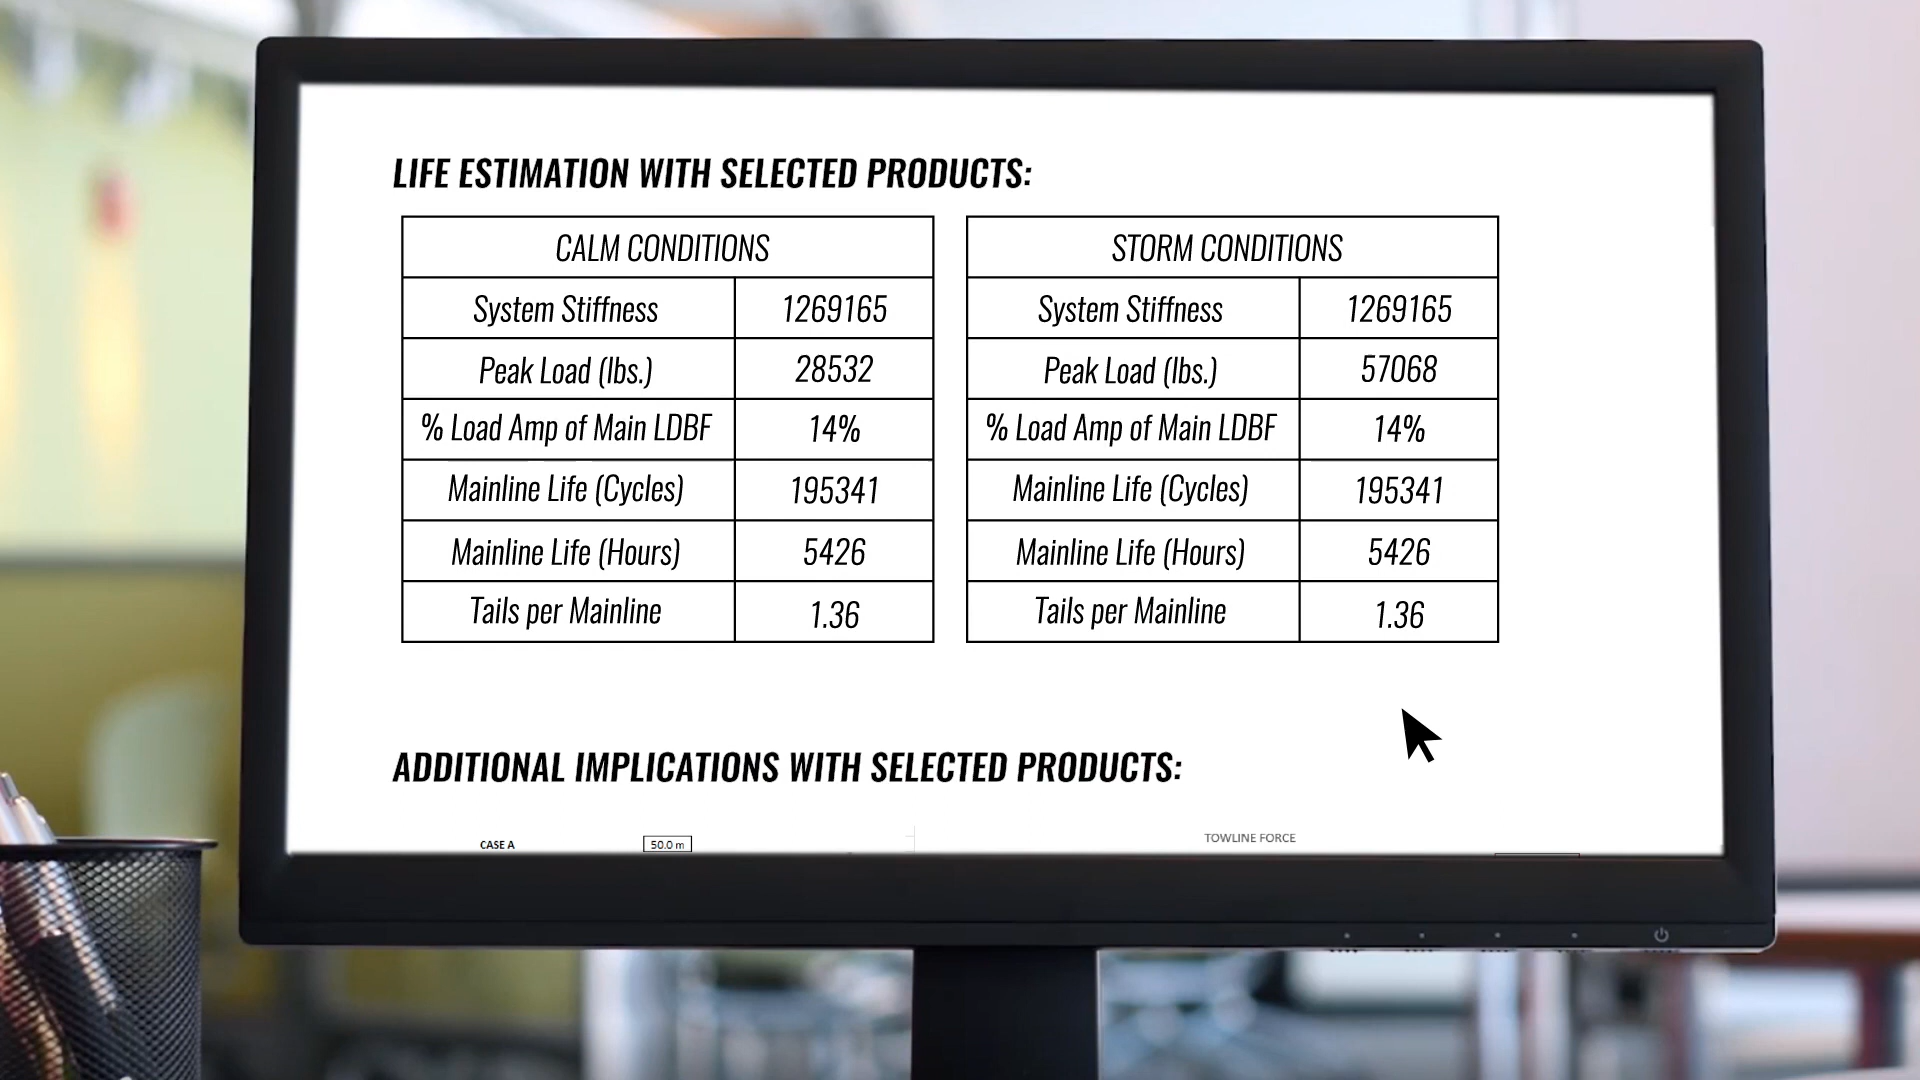 LIFE ESTIMATION WITH SELECTED PRODUCTS:
CALM CONDITIONS
System Stiffness 1269165
Peak Load (lbs.) 28532
% Load Amp of Main LDBF 14%
Mainline Life (Cycles) 195341
Mainline Life (Hours) 5426
Tails per Mainline 1.36
STORM CONDITIONS
System Stiffness 1269165
Peak Load (lbs.) 57068
% Load Amp of Main LDBF 14%
Mainline Life (Cycles) 195341
Mainline Life (Hours) 5426
Tails per Mainline 1.36
ADDITIONAL IMPLICATIONS WITH SELECTED PRODUCTS:
CASE A 50.0 m
TOWLINE FORCE